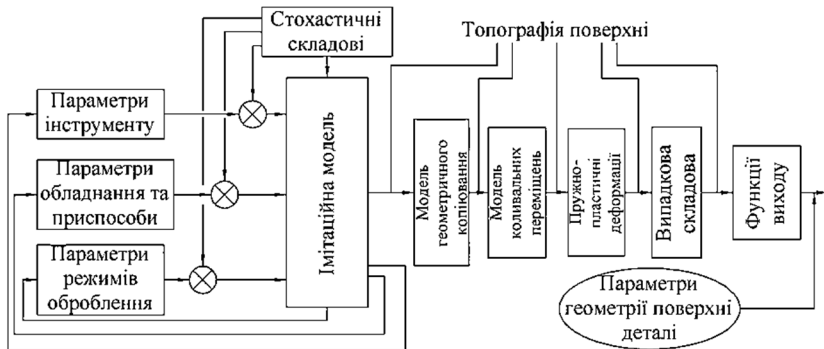 Стохастичні
складові
Топографія поверхні
Параметри
інструменту
Параметри
обладнання та
приспособи
Параметри
режимів
оброблення
Імітаційна модель
Модель
геометричного
копіювання
Модель
коливальних
переміщень
Пружно-
пластичні
деформації
Випадкова
складова
Функції
виходу
Параметри
геометрії поверхні
деталі